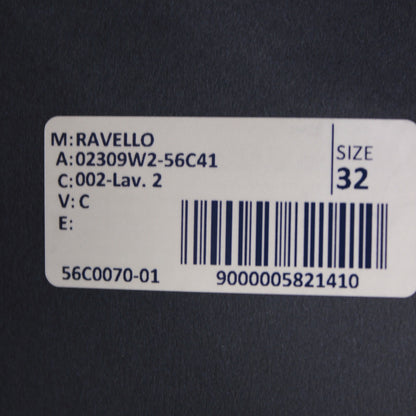 M: RAVELLO
A: 02309W2-56C41
C: 002-Lav. 2
V: C
E:
SIZE
32
56C0070-01
9000005821410